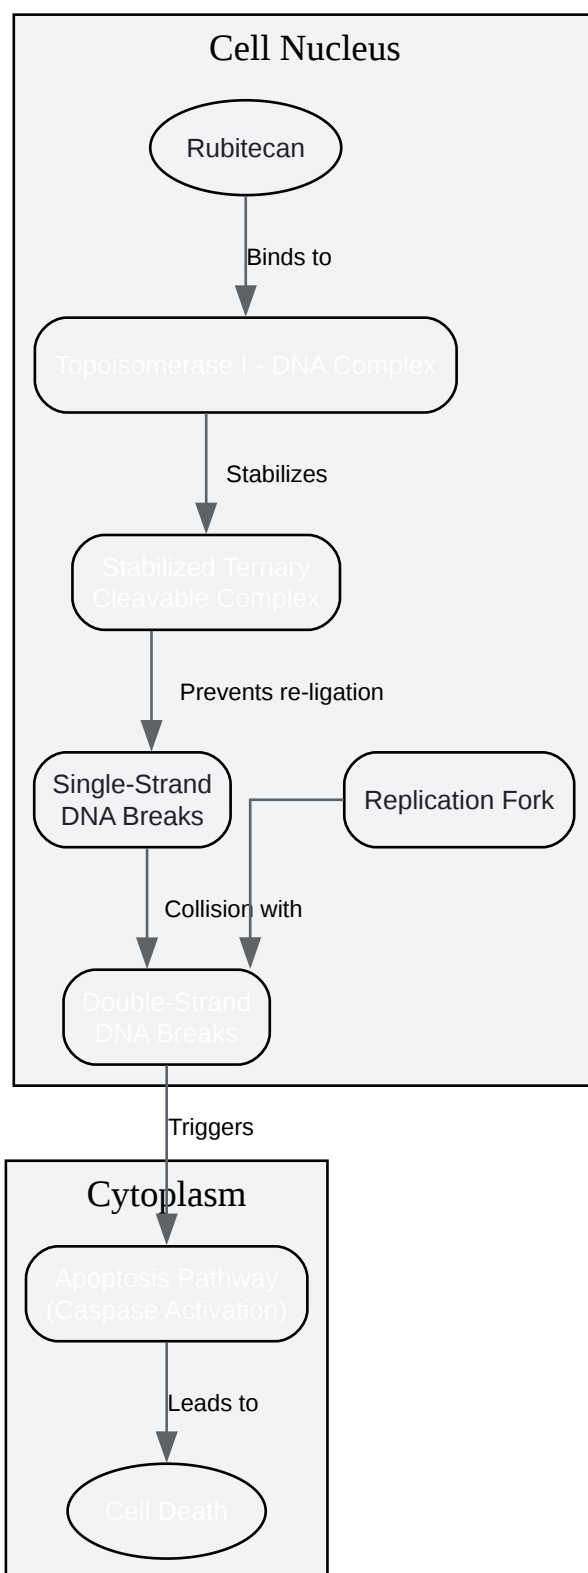 Cell Nucleus
Rubitecan
Binds to
Topoisomerase I - DNA Complex
Stabilizes
Stabilized Ternary
Cleavable Complex
Prevents re-ligation
Single-Strand
DNA Breaks
Replication Fork
Collision with
Double-Strand
DNA Breaks
Triggers
Cytoplasm
Apoptosis Pathway
(Caspase Activation)
Leads to
Cell Death